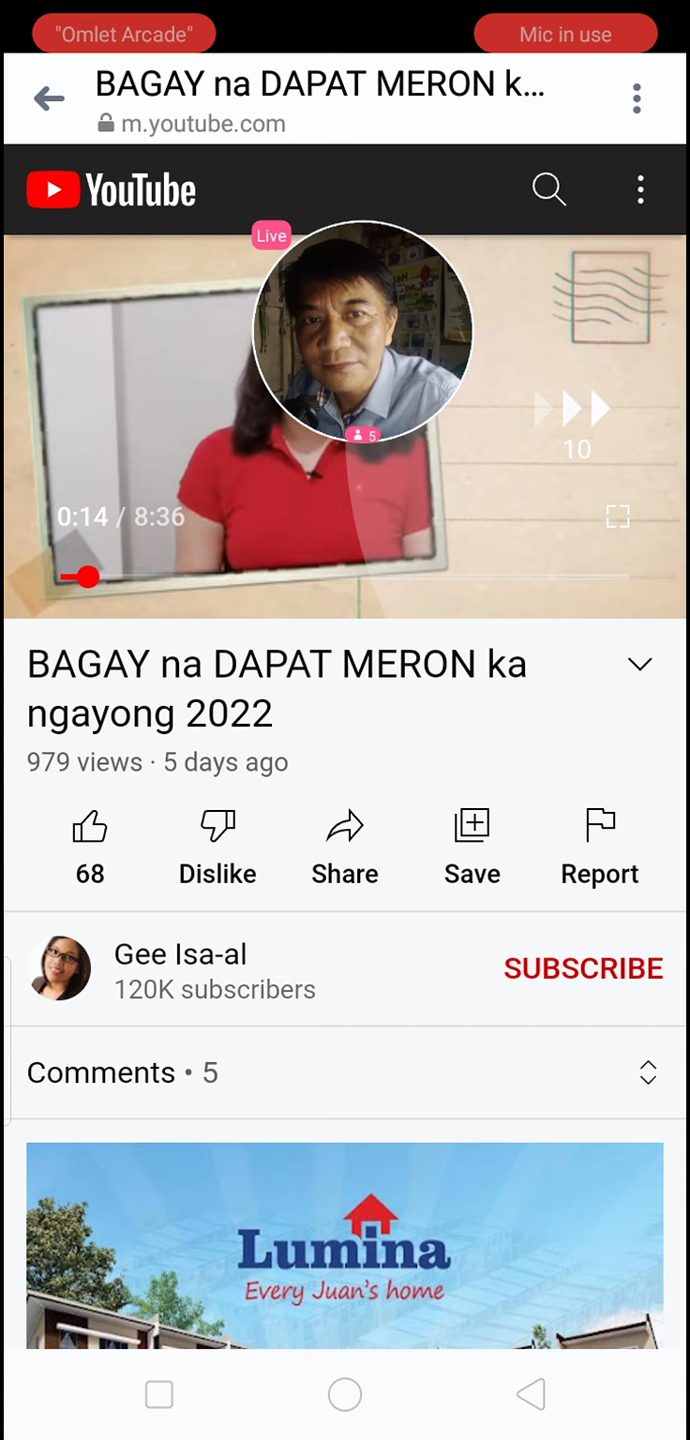 "Omlet Arcade"
Mic in use
BAGAY na DAPAT MERON k...
m.youtube.com
YouTube
Live
5
10
0:14 / 8:36
BAGAY na DAPAT MERON ka
ngayong 2022
979 views · 5 days ago
68
Dislike
Share
Save
Report
Gee Isa-al
120K subscribers
SUBSCRIBE
Comments • 5
Lumina
Every Juan's home